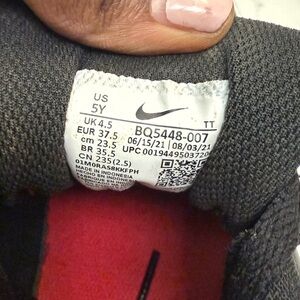 US
5Y
UK 4.5
EUR 37.5 BQ5448-007 TT
cm 23.5 06/15/21 08/03/21
BR 35.5 UPC 0019449503720
CN 235(2.5)
MADE IN INDONESIA